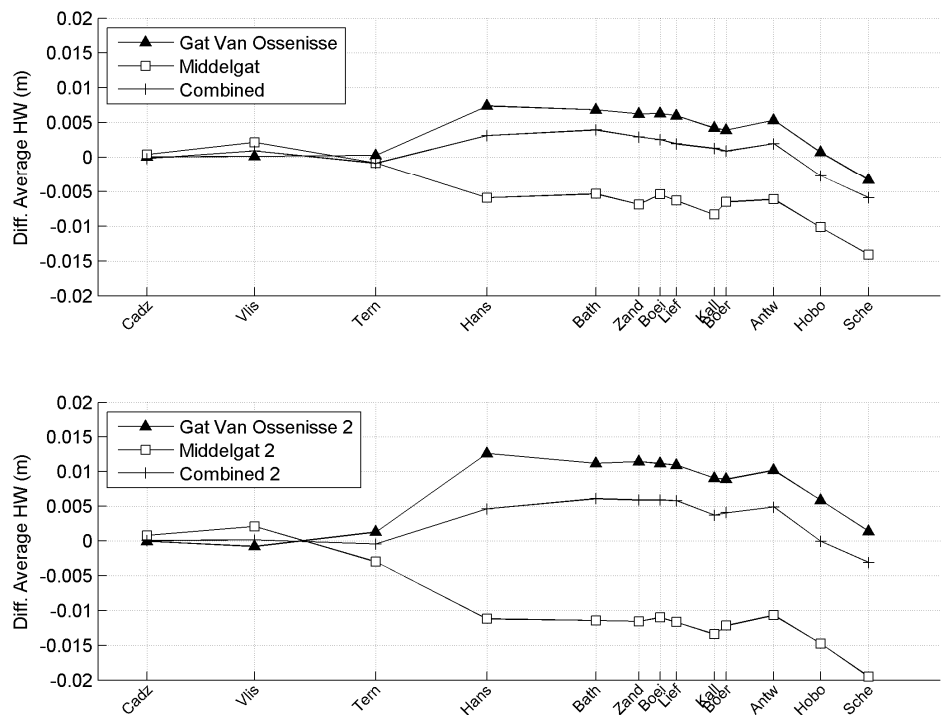 0.02
0.015
0.01
0.005
0
-0.005
-0.01
-0.015
-0.02
Diff. Average HW (m)
Gat Van Ossenisse
Middelgat
Combined
Cadz Vlis Tern Hans Bath Zand Boej Lief Kall Boer Antw Hobo Sche
0.02
0.015
0.01
0.005
0
-0.005
-0.01
-0.015
-0.02
Diff. Average HW (m)
Gat Van Ossenisse 2
Middelgat 2
Combined 2
Cadz Vlis Tern Hans Bath Zand Boej Lief Kall Boer Antw Hobo Sche